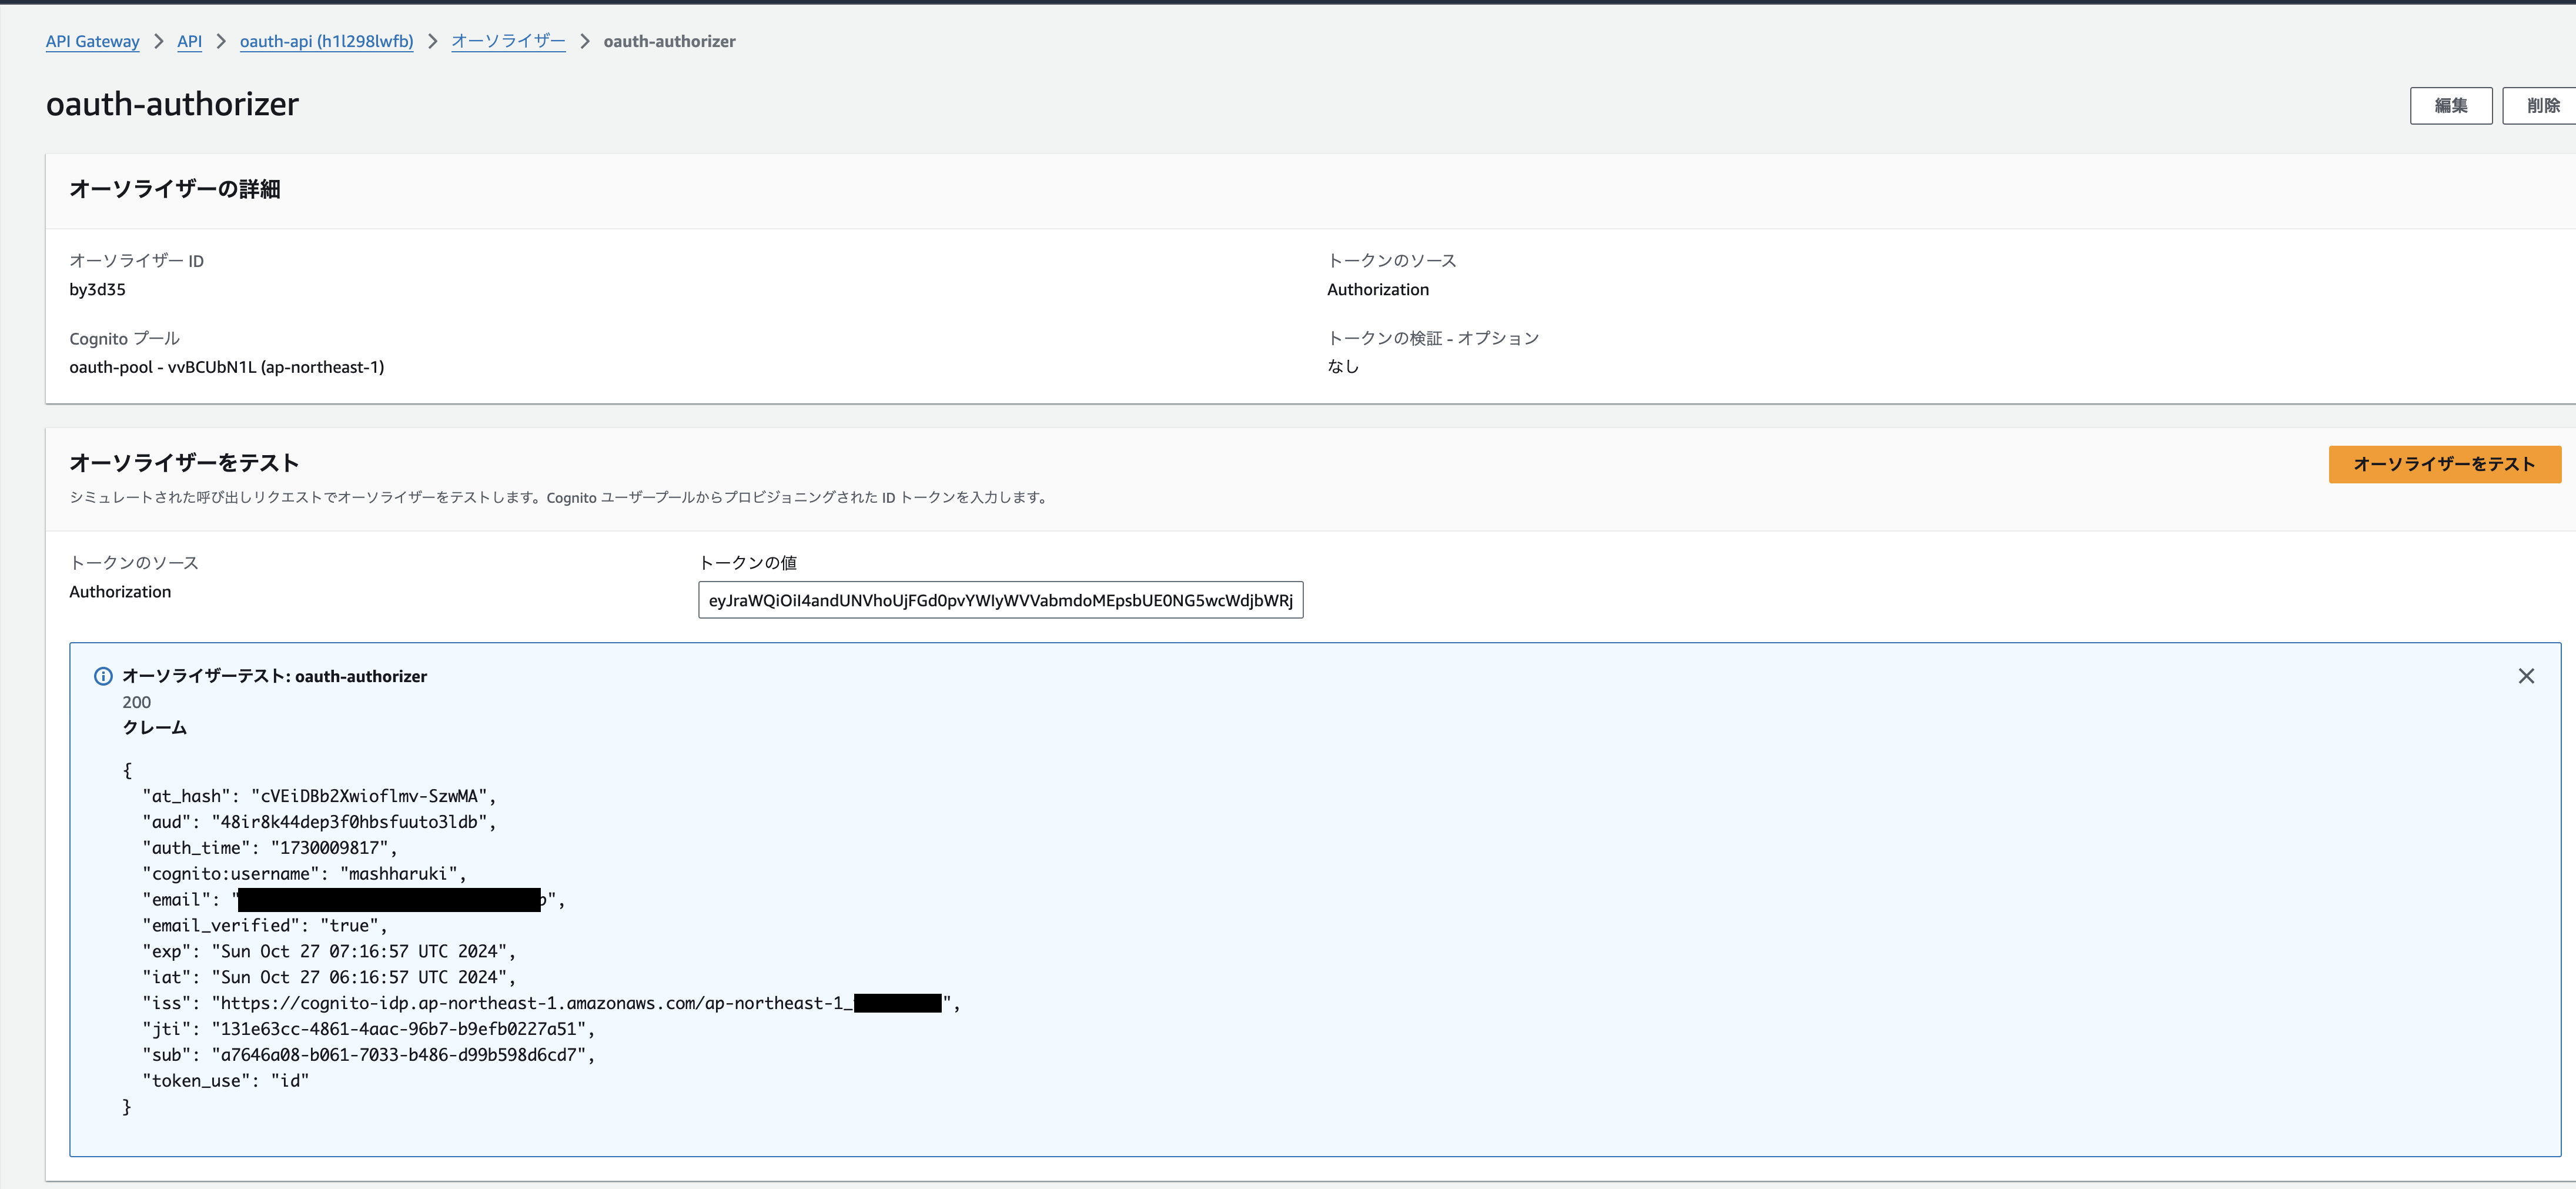 API Gateway > API > oauth-api (h1l298lwfb) > オーソライザー > oauth-authorizer
oauth-authorizer
編集
削除
オーソライザーの詳細
オーソライザー ID
by3d35
トークンのソース
Authorization
Cognito プール
oauth-pool - vvBCUbN1L (ap-northeast-1)
トークンの検証 - オプション
なし
オーソライザーをテスト
オーソライザーをテスト
シミュレートされた呼び出しリクエストでオーソライザーをテストします。Cognito ユーザープールからプロビジョニングされた ID トークンを入力します。
トークンのソース
Authorization
トークンの値
eyJraWQiOiI4andUNVhoUjFGd0pvYWIyWVVabmdoMEpsbUE0NG5wcWdjbWRj
オーソライザーテスト: oauth-authorizer
200
クレーム
{
"at_hash": "cVEiDBb2Xwioflmv-SzwMA",
"aud": "48ir8k44dep3f0hbsfuuto3ldb",
"auth_time": "1730009817",
"cognito:username": "mashharuki",
"email": "",
"email_verified": "true",
"exp": "Sun Oct 27 07:16:57 UTC 2024",
"iat": "Sun Oct 27 06:16:57 UTC 2024",
"iss": "https://cognito-idp.ap-northeast-1.amazonaws.com/ap-northeast-1_",
"jti": "131e63cc-4861-4aac-96b7-b9efb0227a51",
"sub": "a7646a08-b061-7033-b486-d99b598d6cd7",
"token_use": "id"
}